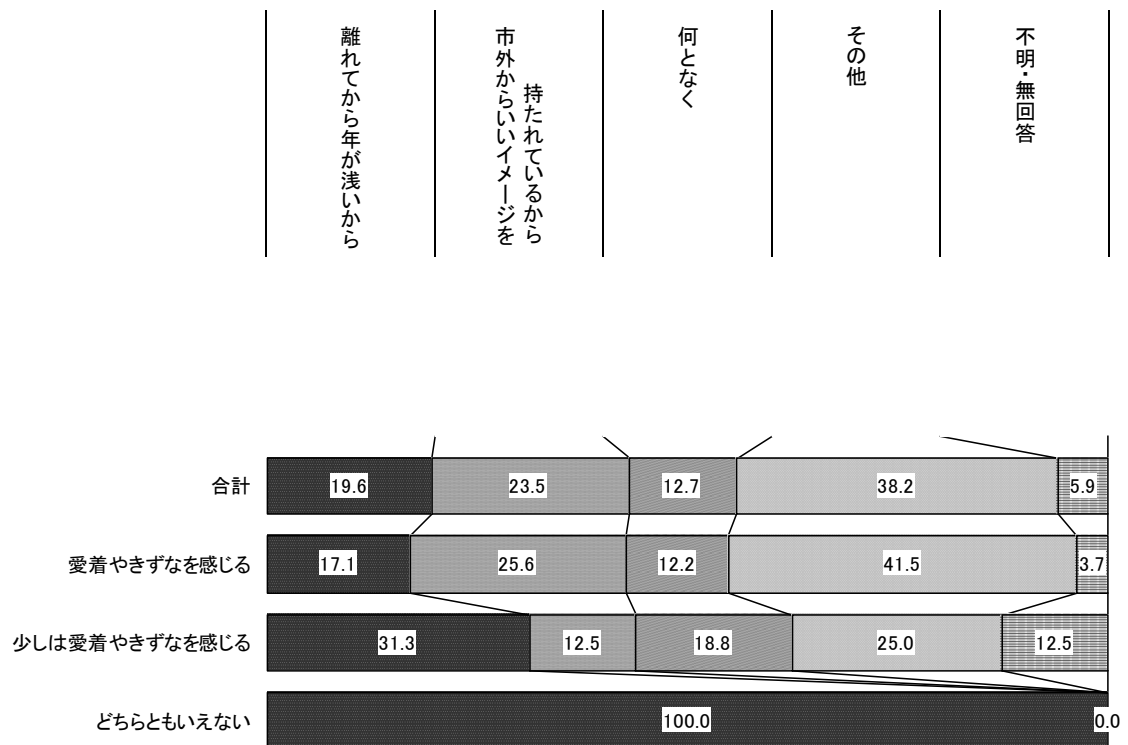 離れてから年が浅いから
市外からいいイメージを
持たれているから
何となく
その他
不明・無回答
合計
19.6
23.5
12.7
38.2
5.9
愛着やきずなを感じる
17.1
25.6
12.2
41.5
3.7
少しは愛着やきずなを感じる
31.3
12.5
18.8
25.0
12.5
どちらともいえない
100.0
0.0